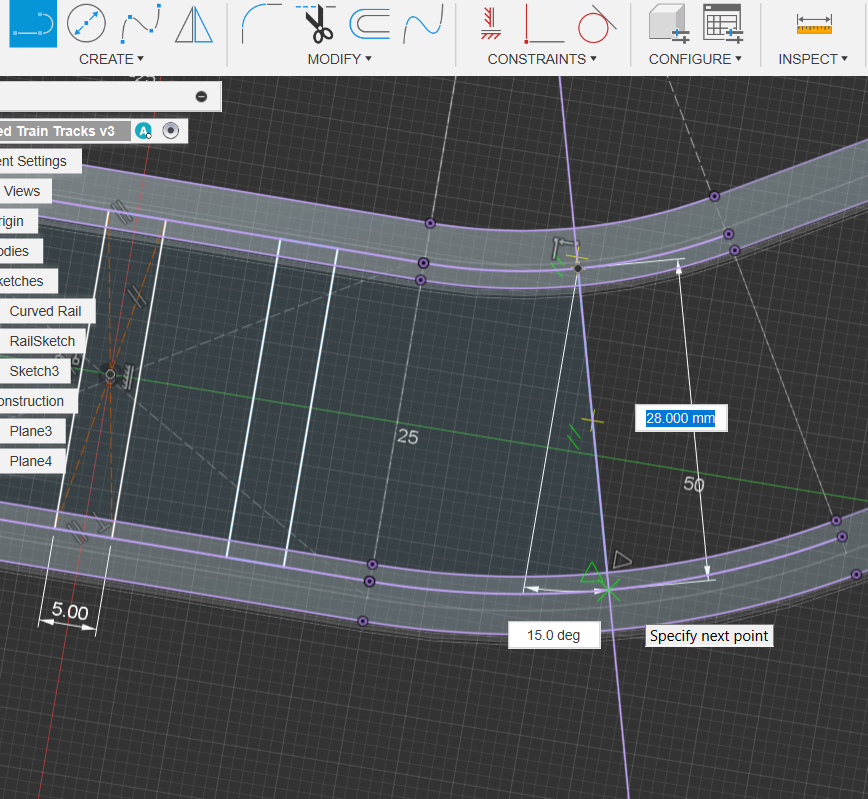 CREATE ▾
MODIFY ▾
CONSTRAINTS ▾
CONFIGURE ▾
INSPECT ▾
ed Train Tracks v3
A
ent Settings
Views
rigin
odies
ketches
Curved Rail
RailSketch
Sketch3
onstruction
Plane3
Plane4
25
28.000 mm
50
5.00
15.0 deg
Specify next point